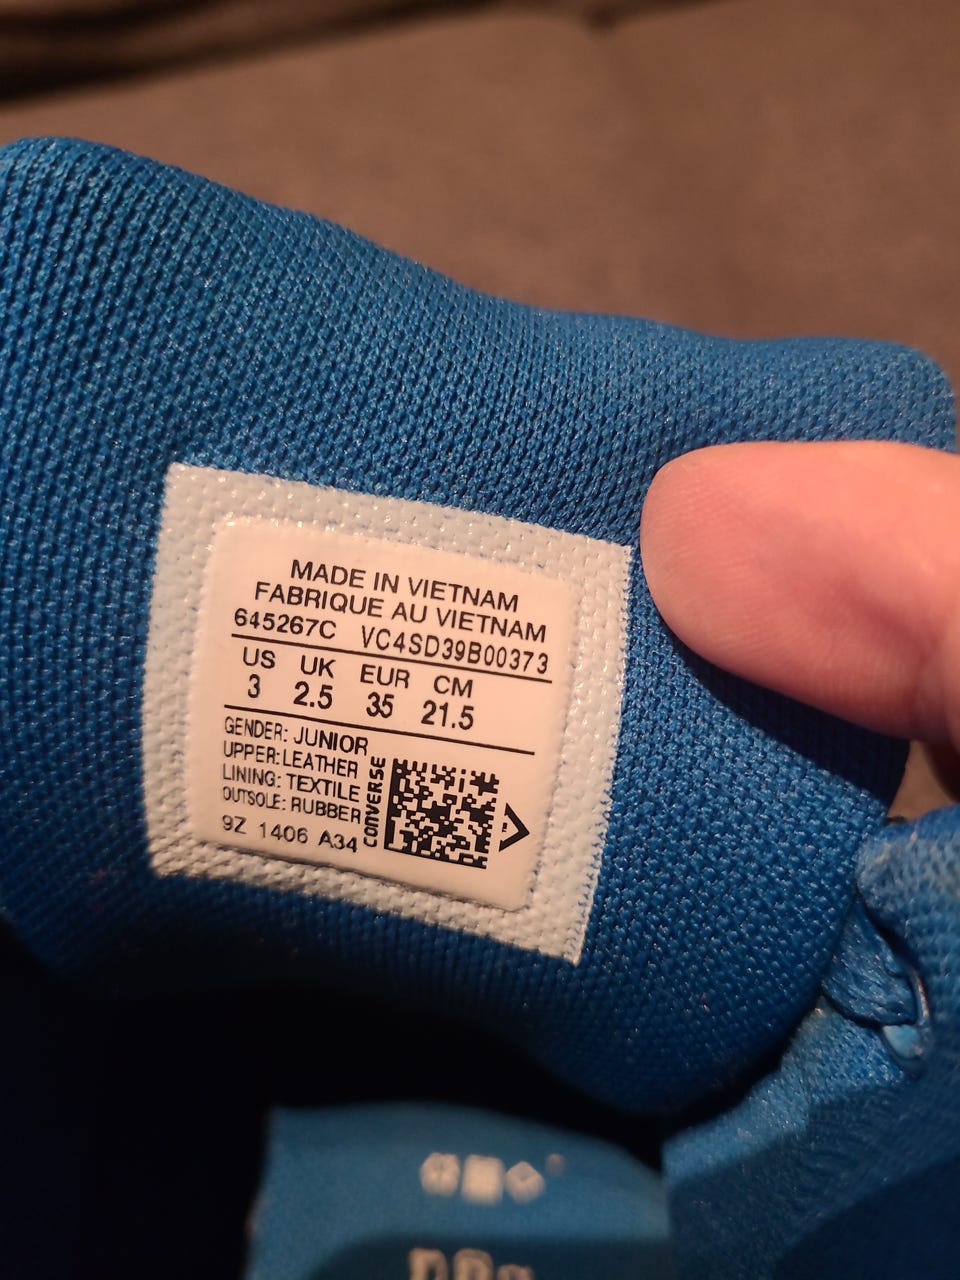 MADE IN VIETNAM
FABRIQUE AU VIETNAM
645267C VC4SD39B00373
US UK EUR CM
3 2.5 35 21.5
GENDER: JUNIOR
UPPER: LEATHER
LINING: TEXTILE
OUTSOLE: RUBBER
9Z 1406 A34
CONVERSE